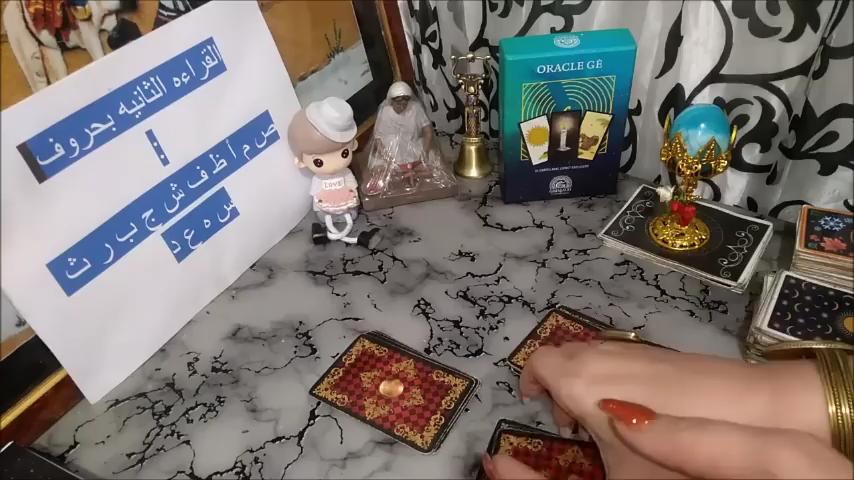 القراءه الثانيه بحروف
:
ص م أ ظ ف ش ج ب ر ث
س ه ع د
ORACLE GÉ
LOVE